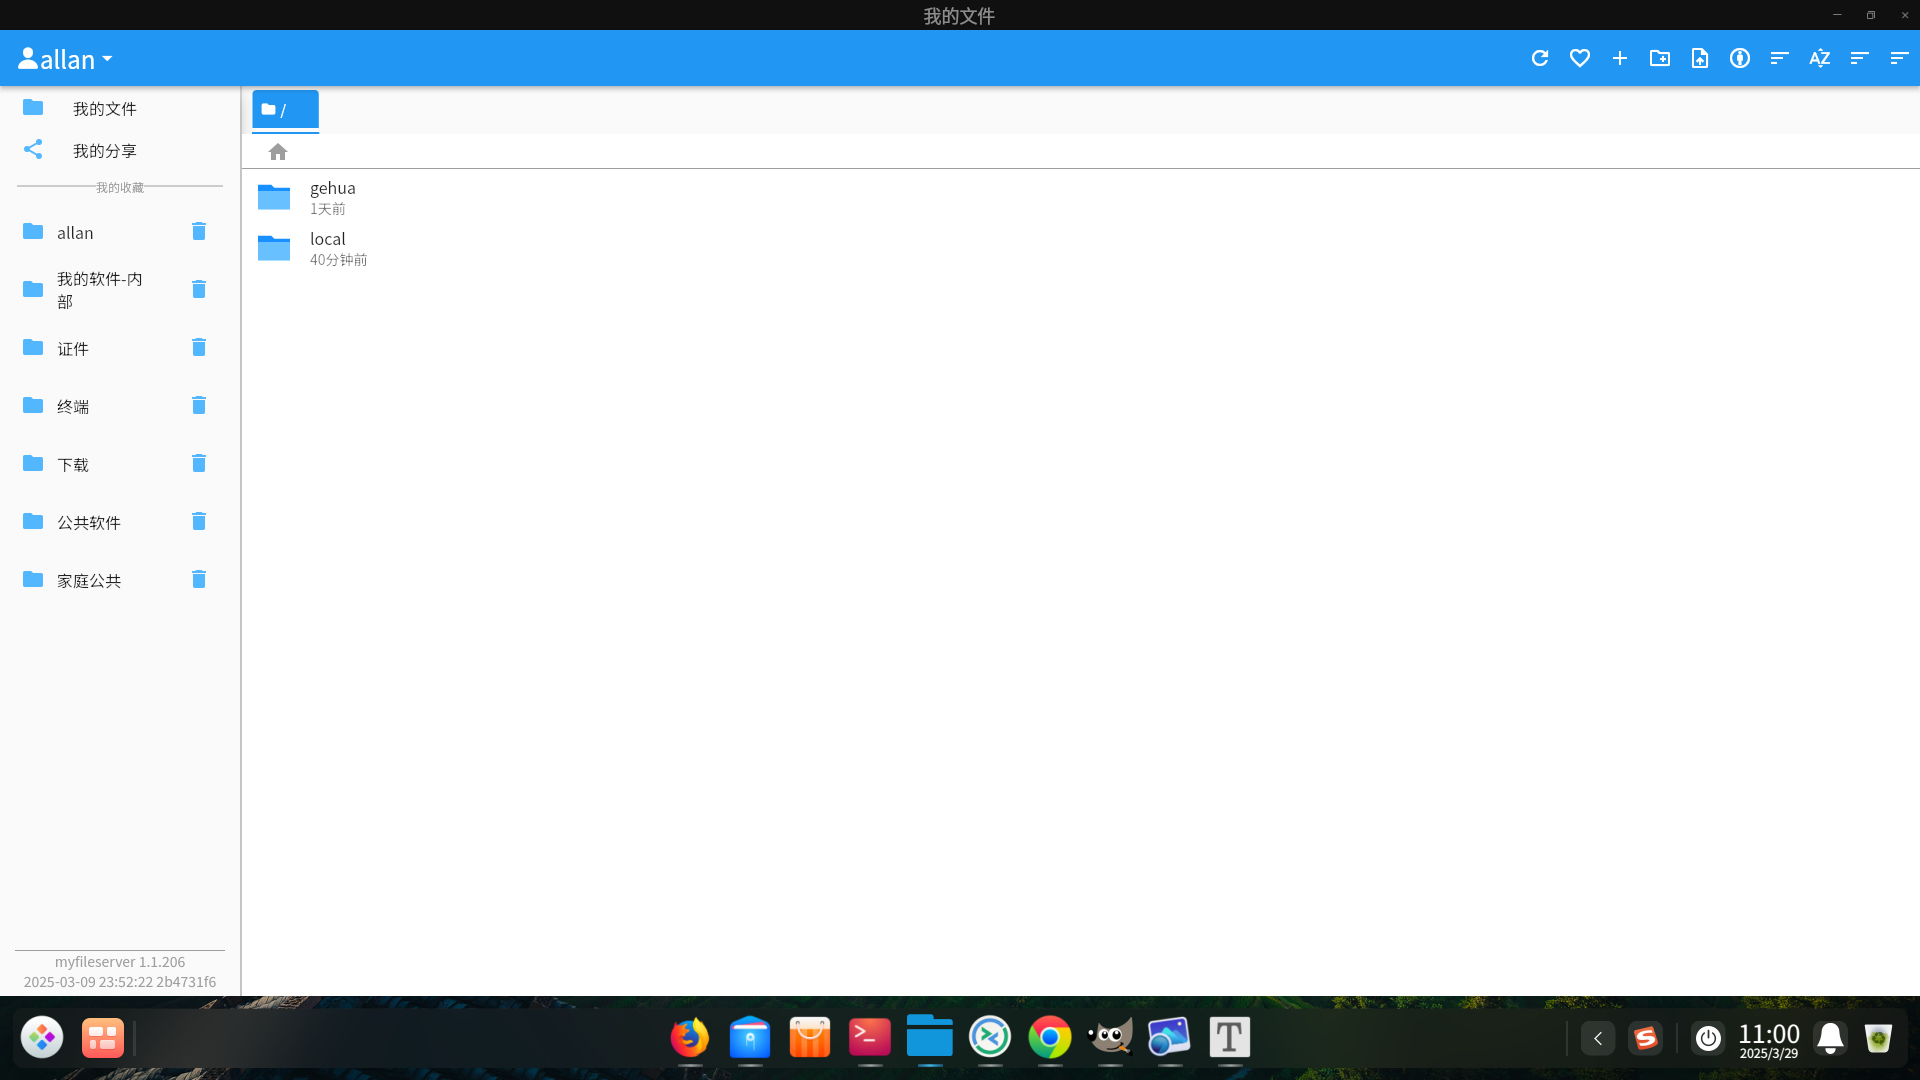 我的文件
allan
我的文件
我的分享
我的收藏
allan
我的软件-内
部
证件
终端
下载
公共软件
家庭公共
myfileserver 1.1.206
2025-03-09 23:52:22 2b4731f6
/
gehua
1天前
local
40分钟前
AZ
T
S
11:00
2025/3/29